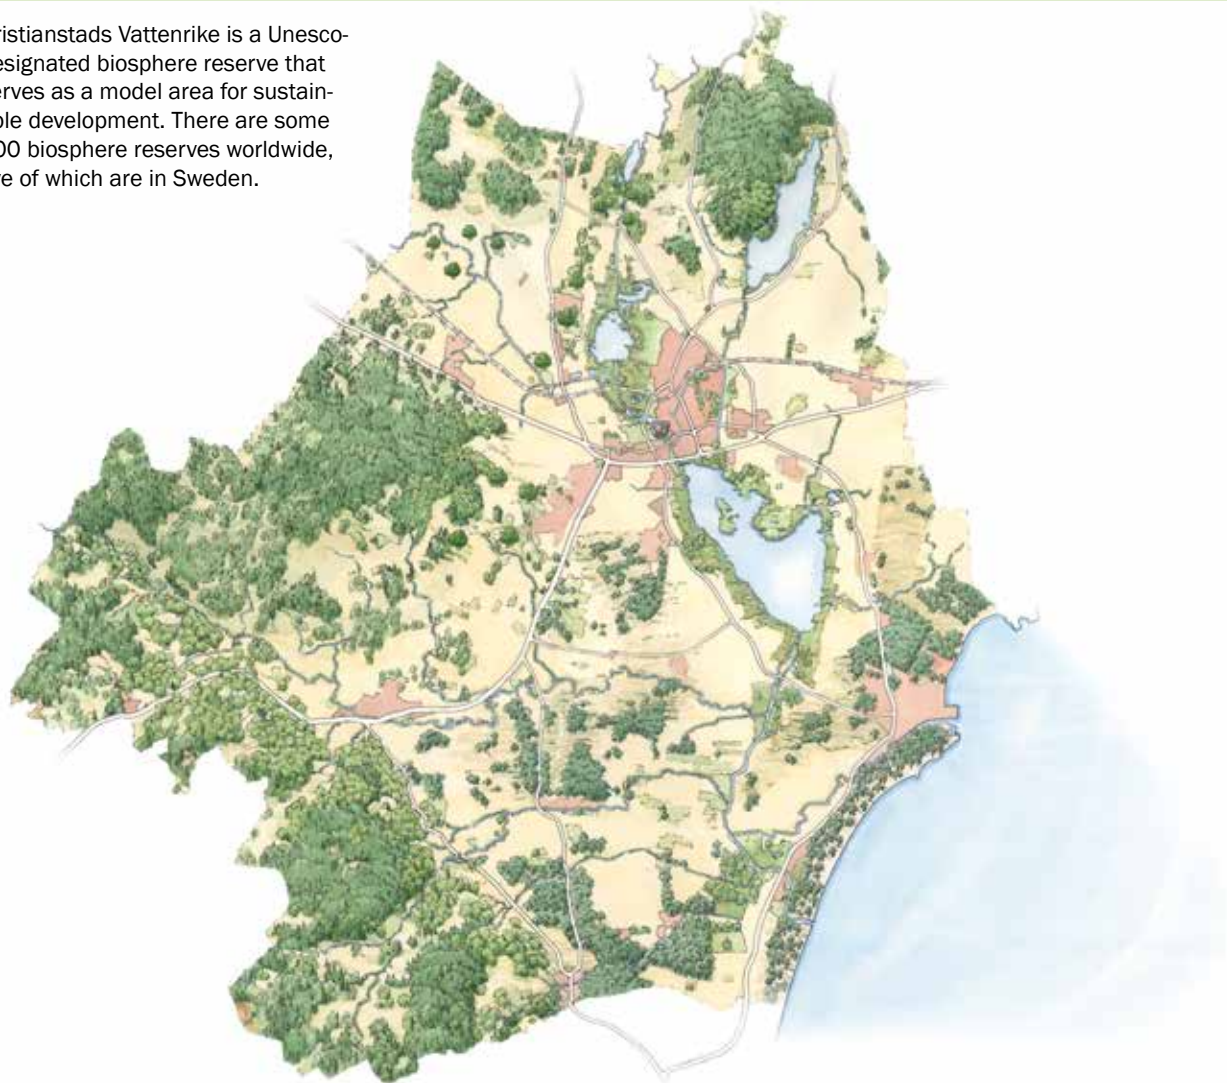 ristianstads Vattenrike is a Unesco-
esignated biosphere reserve that
erves as a model area for sustain-
ble development. There are some
00 biosphere reserves worldwide,
ve of which are in Sweden.